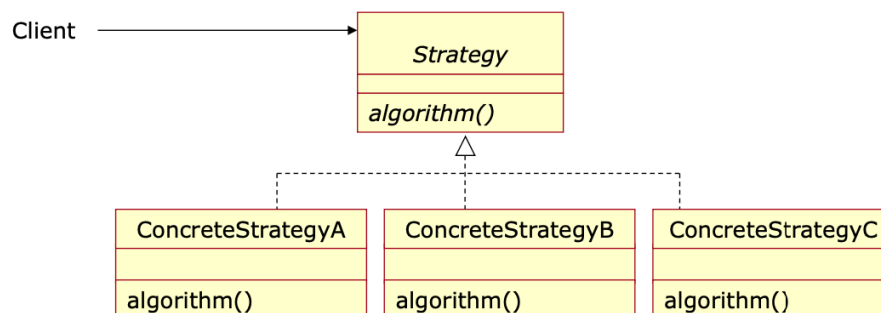 Client
Strategy
algorithm()
ConcreteStrategyA
ConcreteStrategyB
ConcreteStrategyC
algorithm()
algorithm()
algorithm()